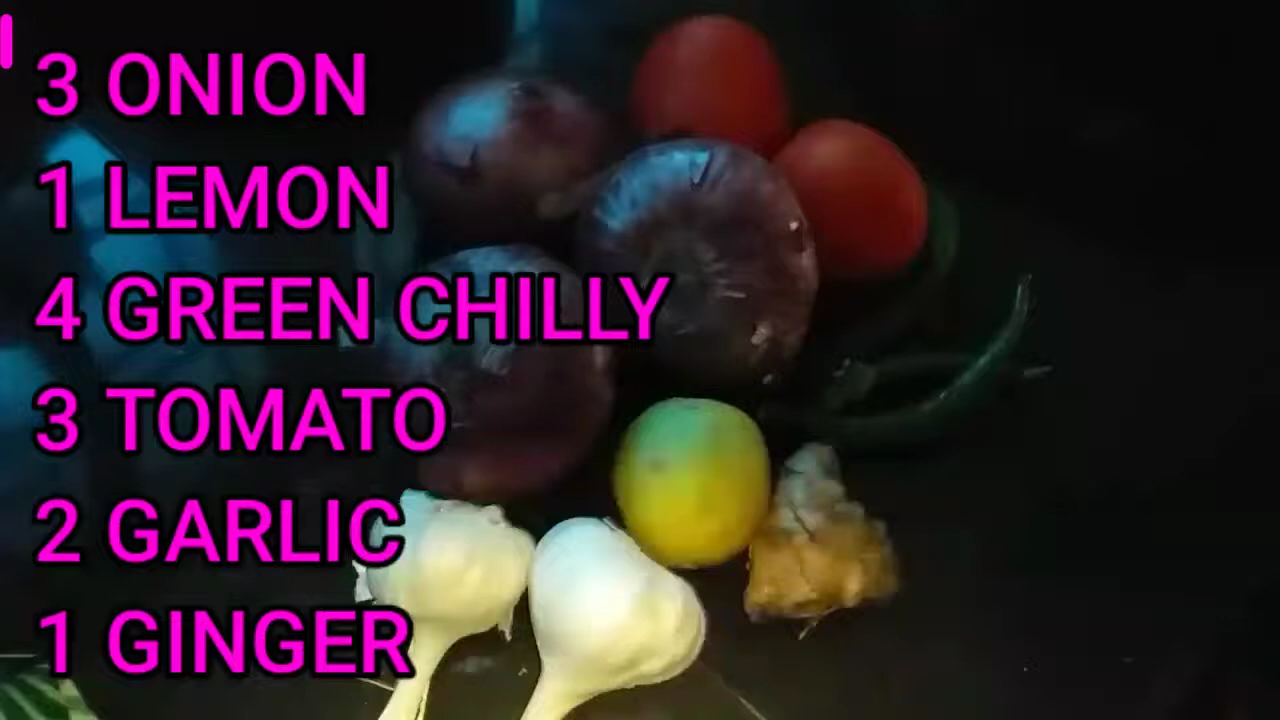 3 ONION
1 LEMON
4 GREEN CHILLY
3 TOMATO
2 GARLIC
1 GINGER